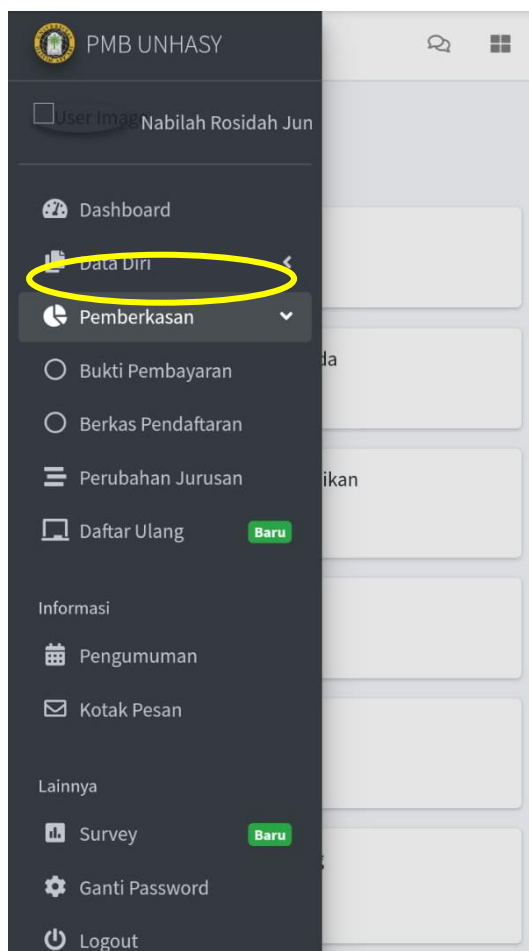 PMB UNHASY
User Imag Nabilah Rosidah Jun
Dashboard
Data Diri
Pemberkasan
da
Bukti Pembayaran
Berkas Pendaftaran
Perubahan Jurusan
ikan
Daftar Ulang Baru
Informasi
Pengumuman
Kotak Pesan
Lainnya
Survey Baru
Ganti Password
Logout